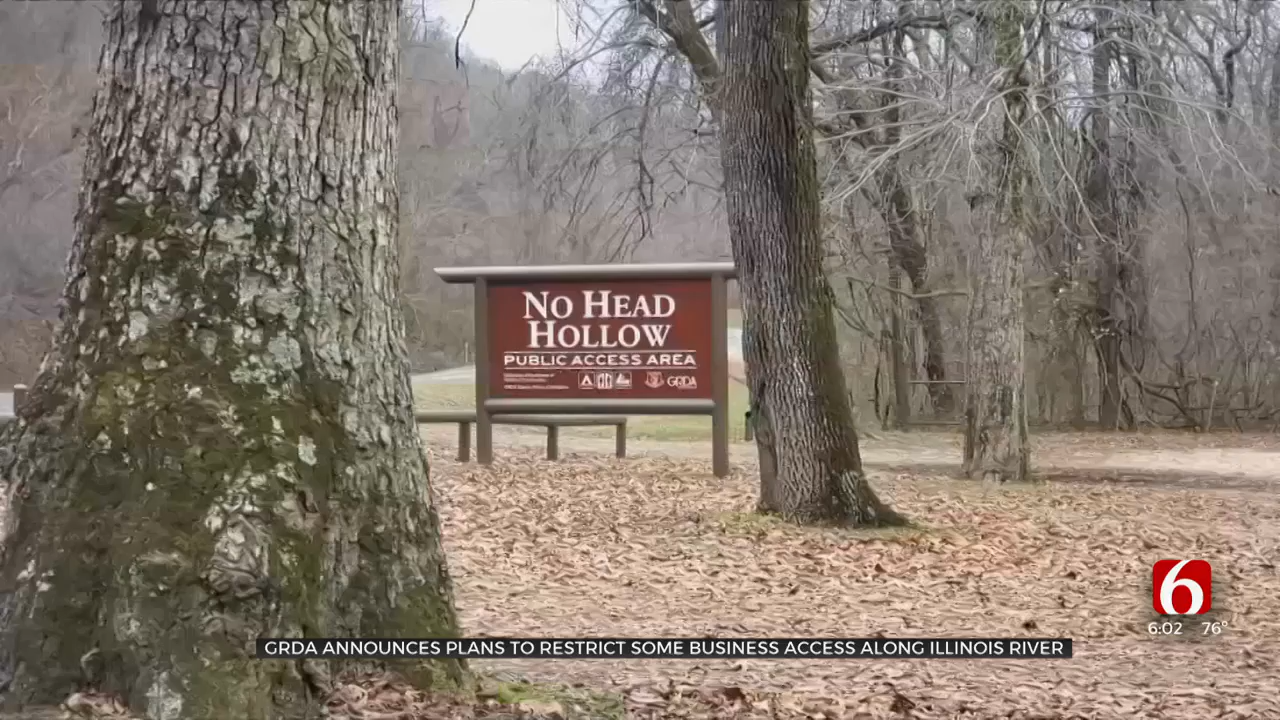 No Head
Hollow
PUBLIC ACCESS AREA
GRDA
6
6:02 76°
GRDA ANNOUNCES PLANS TO RESTRICT SOME BUSINESS ACCESS ALONG ILLINOIS RIVER